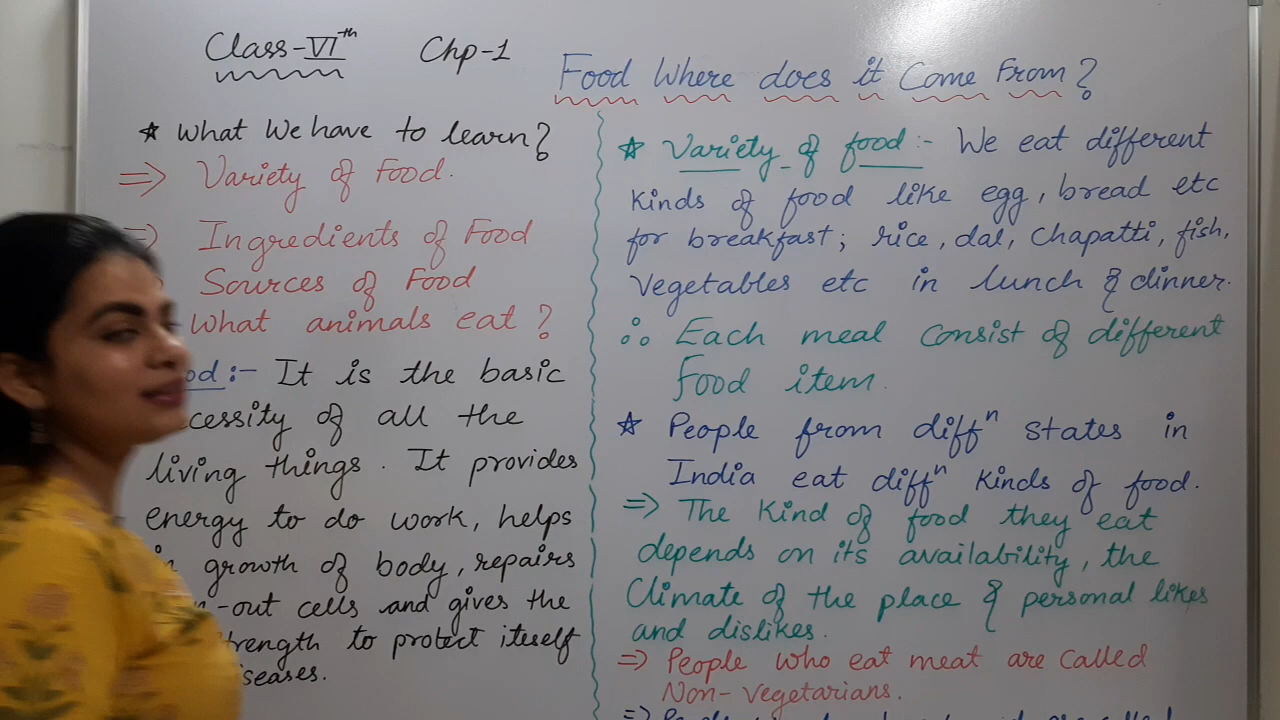 Class-VIth Chp-1
Food Where does it Come From?
* What We have to learn?
⇒ Variety of Food.
⇒ Ingredients of Food
Sources of Food
What animals eat?
:- It is the basic
of all the
living things. It provides
energy to do work, helps
growth of body, repairs
-out cells and gives the
to protect iteself
* Variety of food :- We eat different
Kinds of food like egg, bread etc
for breakfast; rice, dal, Chapatti, fish,
Vegetables etc in lunch & dinner.
∴ Each meal consist of different
Food item.
* People from diffⁿ states in
India eat diffⁿ Kinds of food.
⇒ The Kind of food they eat
depends on its availability, the
Climate of the place & personal likes
and dislikes.
⇒ People who eat meat are called
Non-Vegetarians.